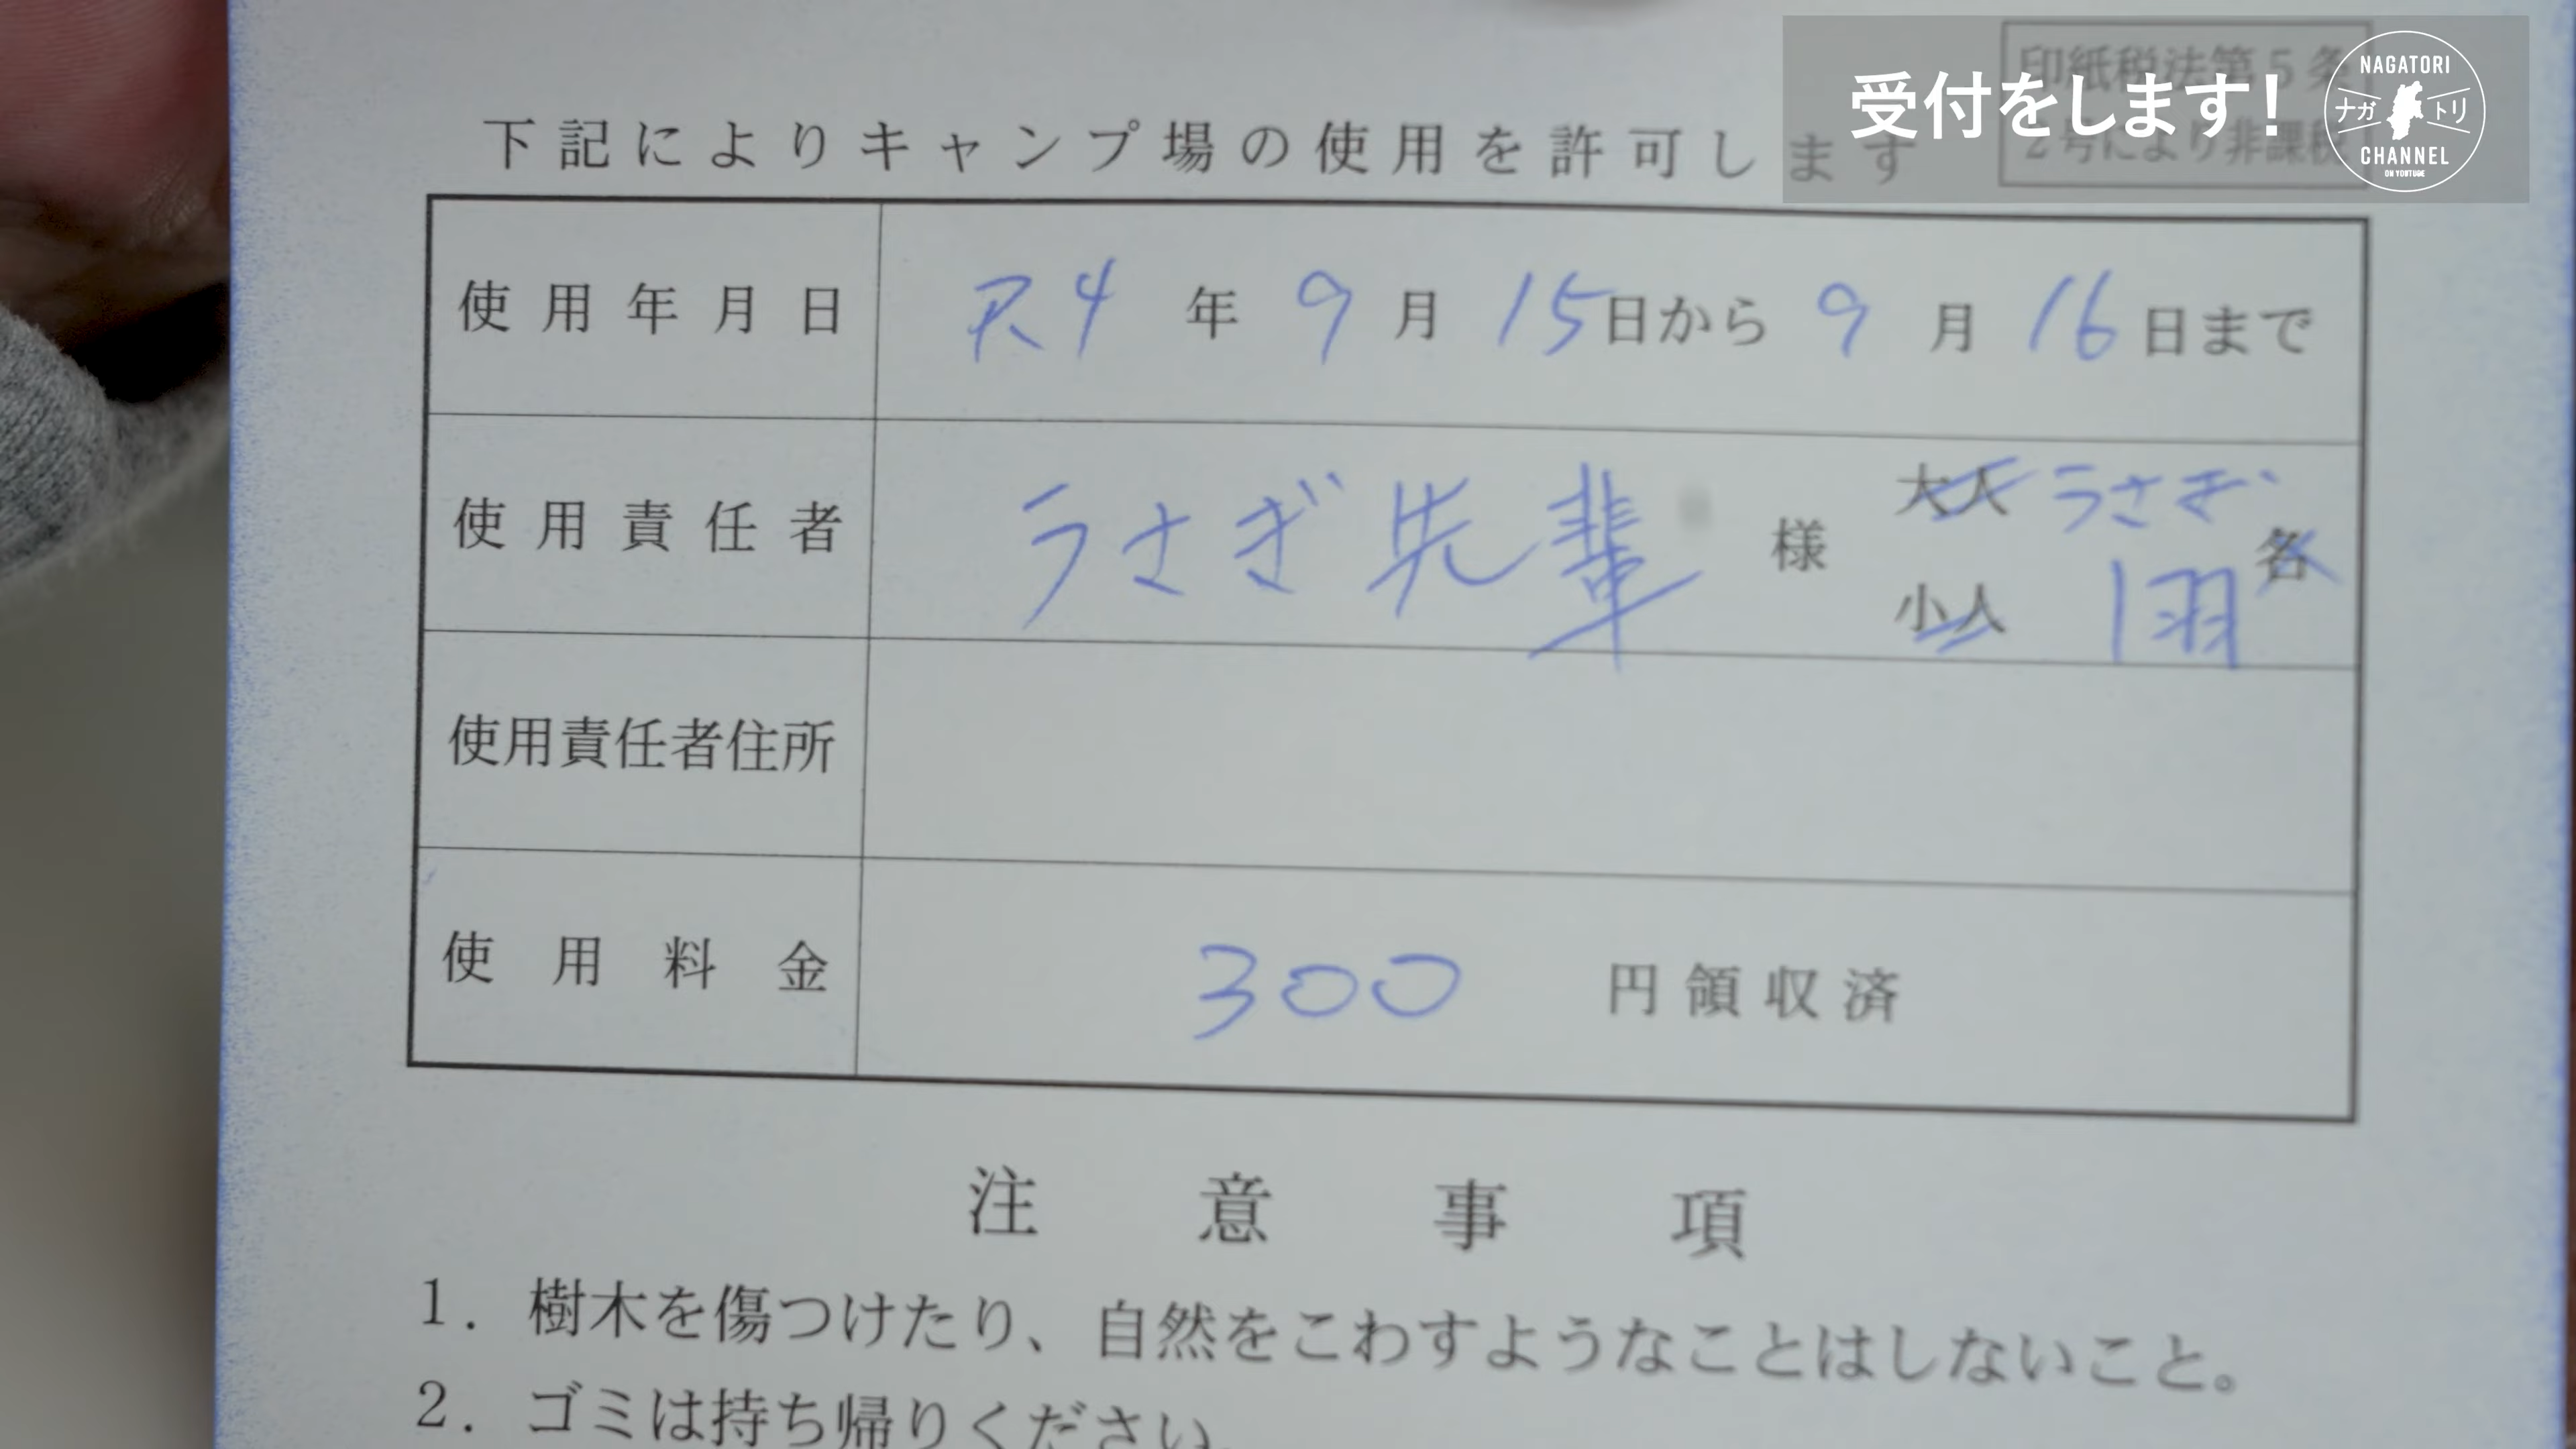 受付をします!
NAGATORI
ナガトリ
CHANNEL
ON YOUTUBE
印紙税法第5条
2号により非課税
下記によりキャンプ場の使用を許可します
使用年月日 R4年9月15日から9月16日まで
使用責任者 うさぎ先輩 様 大人 うさぎ
小人 1羽 名
使用責任者住所
使用料金 300 円領収済
注意事項
1. 樹木を傷つけたり、自然をこわすようなことはしないこと。
2. ゴミは持ち帰りください。